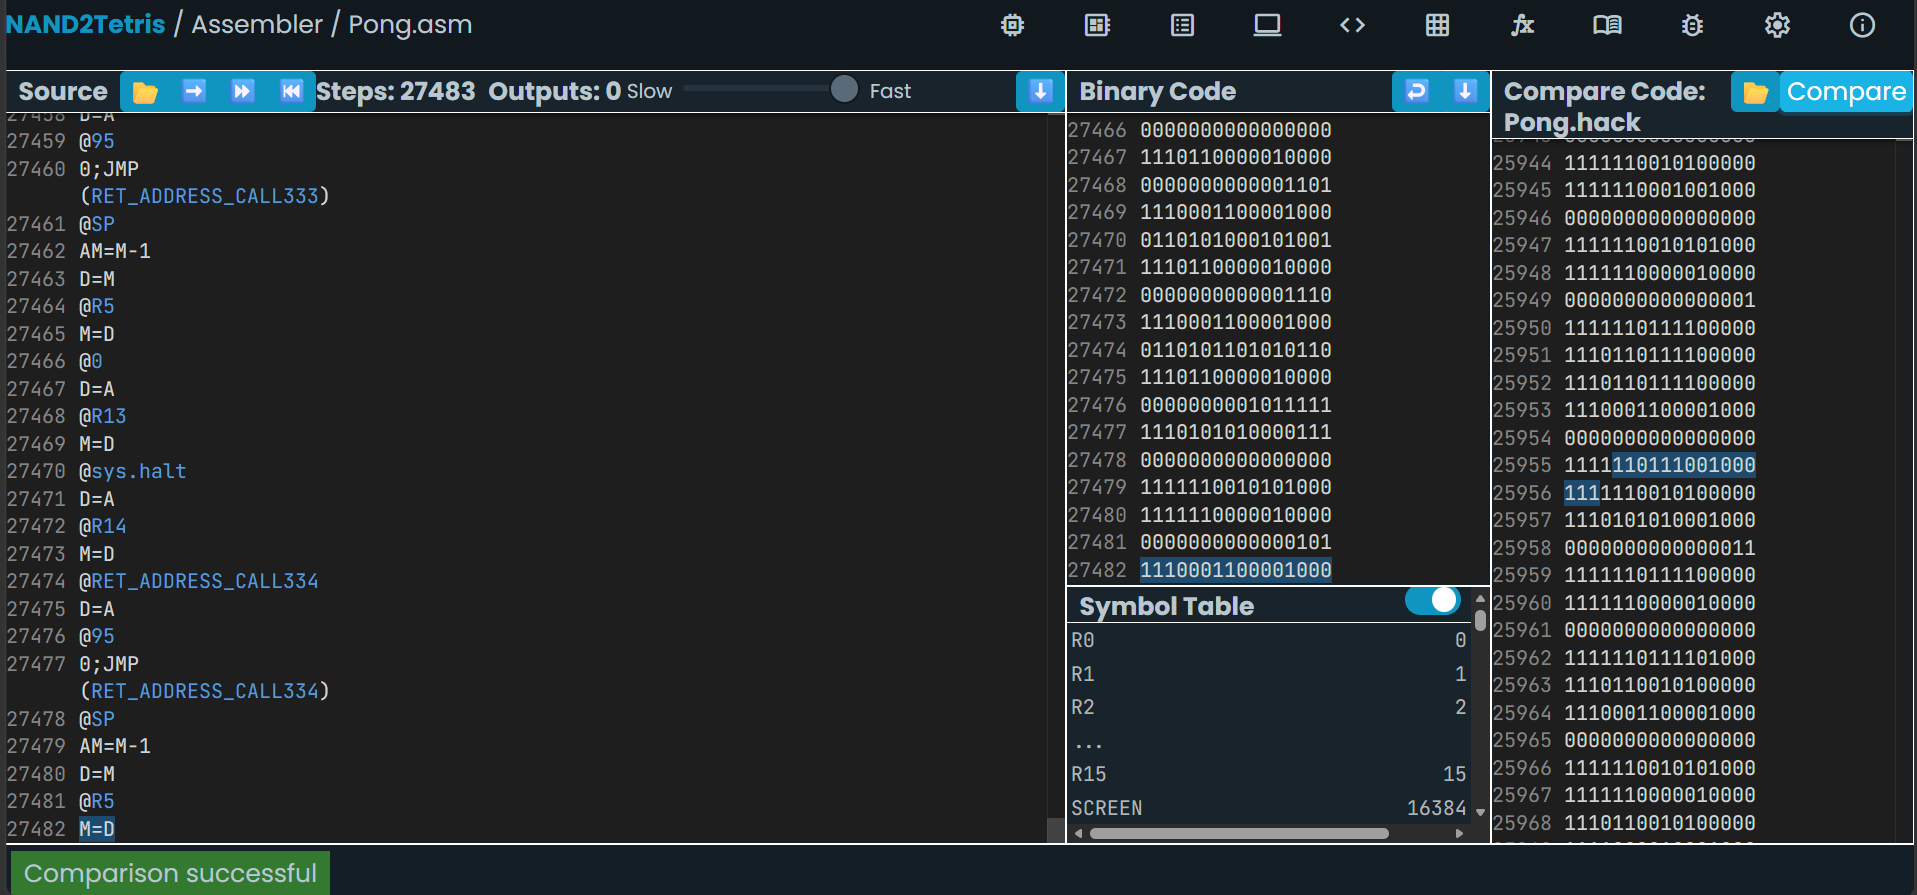 NAND2Tetris / Assembler / Pong.asm
Source
Steps: 27483 Outputs: 0 Slow Fast
27458 D=A
27459 @95
27460 0;JMP
(RET_ADDRESS_CALL333)
27461 @SP
27462 AM=M-1
27463 D=M
27464 @R5
27465 M=D
27466 @0
27467 D=A
27468 @R13
27469 M=D
27470 @sys.halt
27471 D=A
27472 @R14
27473 M=D
27474 @RET_ADDRESS_CALL334
27475 D=A
27476 @95
27477 0;JMP
(RET_ADDRESS_CALL334)
27478 @SP
27479 AM=M-1
27480 D=M
27481 @R5
27482 M=D
Binary Code
27466 0000000000000000
27467 1110110000010000
27468 0000000000001101
27469 1110001100001000
27470 0110101000101001
27471 1110110000010000
27472 0000000000001110
27473 1110001100001000
27474 0110101101010110
27475 1110110000010000
27476 0000000001011111
27477 1110101010000111
27478 0000000000000000
27479 1111110010101000
27480 1111110000010000
27481 0000000000000101
27482 1110001100001000
Symbol Table
R0 0
R1 1
R2 2
...
R15 15
SCREEN 16384
Compare Code:
Pong.hack
Compare
25944 1111110010100000
25945 1111110001001000
25946 0000000000000000
25947 1111110010101000
25948 1111110000010000
25949 0000000000000001
25950 1111110111100000
25951 1110110111100000
25952 1110110111100000
25953 1110001100001000
25954 0000000000000000
25955 1111110111001000
25956 1111110010100000
25957 1110101010001000
25958 0000000000000011
25959 1111110111100000
25960 1111110000010000
25961 0000000000000000
25962 1111110111101000
25963 1110110010100000
25964 1110001100001000
25965 0000000000000000
25966 1111110010101000
25967 1111110000010000
25968 1110110010100000
Comparison successful